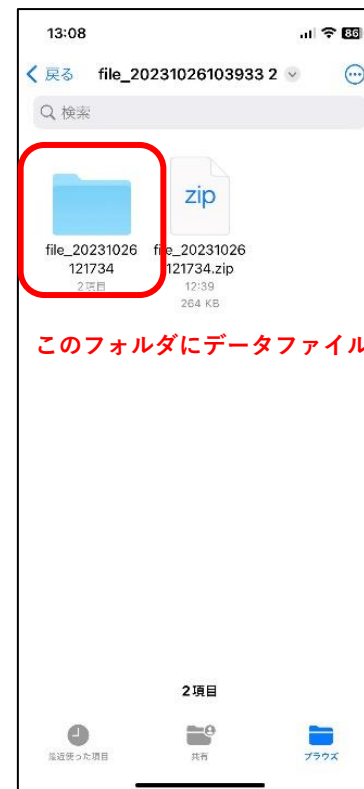 13:08 86
戻る file_20231026103933 2
検索
zip
file_20231026
121734
2項目
file_20231026
121734.zip
12:39
264 KB
このフォルダにデータファイル
2項目
最近使った項目 共有 ブラウズ